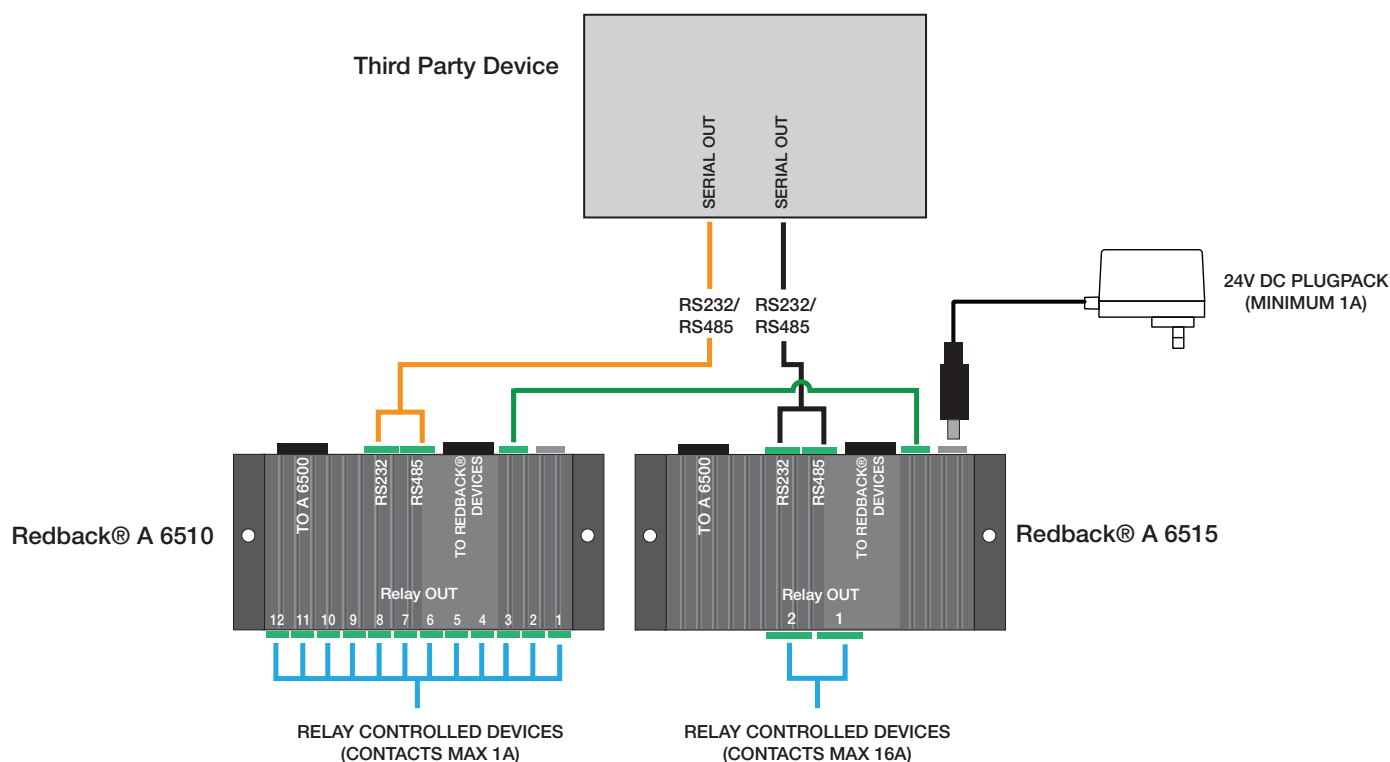 Third Party Device
SERIAL OUT
SERIAL OUT
RS232/
RS485
RS232/
RS485
24V DC PLUGPACK
(MINIMUM 1A)
Redback® A 6510
TO A 6500
RS232
RS485
TO REDBACK®
DEVICES
Relay OUT
12 11 10 9 8 7 6 5 4 3 2 1
RELAY CONTROLLED DEVICES
(CONTACTS MAX 1A)
TO A 6500
RS232
RS485
TO REDBACK®
DEVICES
Redback® A 6515
Relay OUT
2 1
RELAY CONTROLLED DEVICES
(CONTACTS MAX 16A)